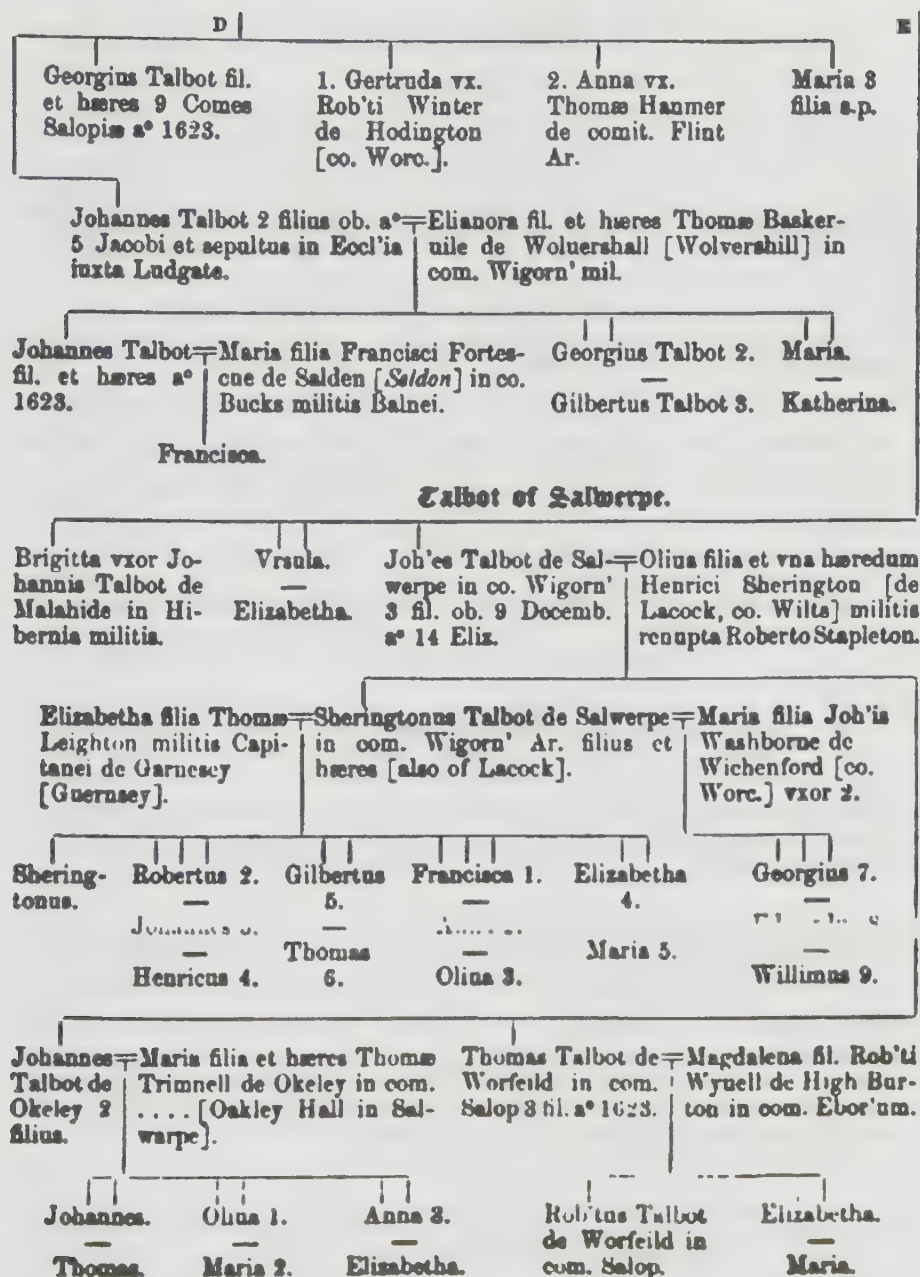 D
E
Georgius Talbot fil.
et hæres 9 Comes
Salopiæ aº 1623.
1. Gertruda vx.
Rob'ti Winter
de Hodington
[co. Worc.].
2. Anna vx.
Thomæ Hanmer
de comit. Flint
Ar.
Maria 3
filia s.p.
Johannes Talbot 2 filius ob. aº
5 Jacobi et sepultus in Eccl'ia
iuxta Ludgate.
Elianora fil. et hæres Thomæ Basker-
uile de Woluershall [Wolvershill] in
com. Wigorn' mil.
Johannes Talbot
fil. et hæres aº
1623.
Maria filia Francisci Fortes-
cue de Salden [Seldon] in co.
Bucks militis Balnei.
Georgius Talbot 2.
—
Gilbertus Talbot 3.
Maria.
—
Katherina.
Francisca.
Talbot of Salwerpe.
Brigitta vxor Jo-
hannis Talbot de
Malahide in Hi-
bernia militis.
Vrsula.
—
Elizabetha.
Joh'es Talbot de Sal-
werpe in co. Wigorn'
3 fil. ob. 9 Decemb.
aº 14 Eliz.
Oliua filia et vna hæredum
Henrici Sherington [de
Lacock, co. Wilts] militis
renupta Roberto Stapleton.
Elizabetha filia Thomæ
Leighton militis Capi-
tanei de Garnesey
[Guernsey].
Sheringtonus Talbot de Salwerpe
in com. Wigorn' Ar. filius et
hæres [also of Lacock].
Maria filia Joh'is
Washborne de
Wichenford [co.
Worc.] vxor 2.
Shering-
tonus.
Robertus 2.
—
Johannes 3.
—
Henricus 4.
Gilbertus
5.
—
Thomas
6.
Francisca 1.
—
—
Oliua 3.
Elizabetha
4.
Maria 5.
Georgius 7.
—
—
Willimus 9.
Johannes
Talbot de
Okeley 2
filius.
Maria filia et hæres Thomæ
Trimnell de Okeley in com.
. . . . [Oakley Hall in Sal-
warpe].
Thomas Talbot de
Worfeild in com.
Salop 3 fil. aº 1623.
Magdalena fil. Rob'ti
Wynell de High Bur-
ton in com. Ebor'um.
Johannes.
—
Thomas.
Oliua 1.
—
Maria 2.
Anna 3.
—
Elizabetha.
Rob'tus Talbot
de Worfeild in
com. Salop.
Elizabetha.
—
Maria.